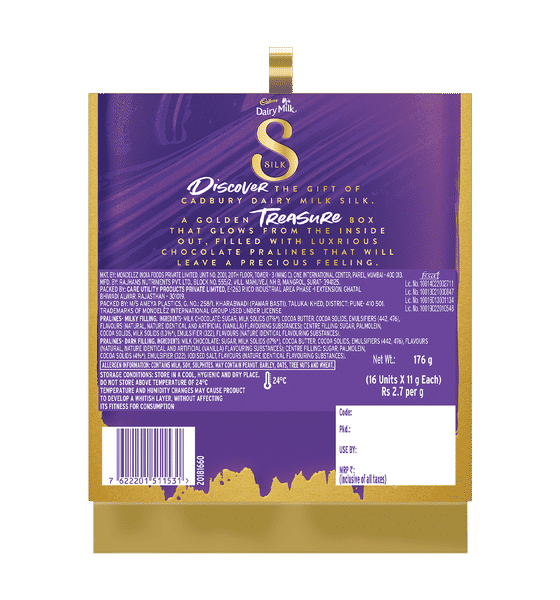 Cadbury
Dairy Milk
S
SILK
Discover THE GIFT OF
CADBURY DAIRY MILK SILK.
A GOLDEN Treasure BOX
THAT GLOWS FROM THE INSIDE
OUT, FILLED WITH LUXRIOUS
CHOCOLATE PRALINES THAT WILL
LEAVE A PRECIOUS FEELING.
MKT. BY: MONDELEZ INDIA FOODS PRIVATE LIMITED, UNIT NO. 2001, 20TH FLOOR, TOWER - 3 (WING C), ONE INTERNATIONAL CENTER, PAREL, MUMBAI - 400 013.
MFD. BY: RAJHANS NUTRIMENTS PVT. LTD., BLOCK NO. 55/2, VILL. MAHUVEJ, NH 8, MANGROL, SURAT- 394125.
PACKED BY: CARE UTILITY PRODUCTS PRIVATE LIMITED, INDUSTRIAL AREA PHASE-1 EXTENSION, GHATAL
BHIWADI ALWAR, RAJASTHAN - 301019.
PACKED BY: M/S ANEYA PLASTICS, G. NO.: 258/1, KHARABWADI (PAWAR BASTI), TALUKA: KHED, DISTRICT: PUNE- 410 501.
TRADEMARKS OF MONDELEZ INTERNATIONAL GROUP USED UNDER LICENSE
fssai
Lic. No. 10014022002711
Lic. No.
Lic. No.
Lic. No.
PRALINES- MILKY FILLING. INGREDIENTS- MILK CHOCOLATE: SUGAR, MILK SOLIDS (17%*), COCOA BUTTER, COCOA SOLIDS, EMULSIFIERS (442, 476),
FLAVOURS (NATURAL, NATURE IDENTICAL AND ARTIFICIAL (VANILLA) FLAVOURING SUBSTANCES); CENTRE FILLING: SUGAR, PALMOLEIN,
COCOA SOLIDS, MILK SOLIDS EMULSIFIER (322), FLAVOURS (NATURE IDENTICAL FLAVOURING SUBSTANCES).
PRALINES- DARK FILLING. INGREDIENTS: MILK CHOCOLATE: SUGAR, MILK SOLIDS (17%*), COCOA BUTTER, COCOA SOLIDS, EMULSIFIERS (442, 476), FLAVOURS
(NATURAL, NATURE IDENTICAL AND ARTIFICIAL (VANILLA) FLAVOURING SUBSTANCES); CENTRE FILLING: SUGAR, PALMOLEIN,
COCOA SOLIDS (4%*), EMULSIFIER (322), IODISED SALT, FLAVOURS (NATURE IDENTICAL FLAVOURING SUBSTANCES).
ALLERGEN INFORMATION: CONTAINS MILK, SOY, SULPHITES. MAY CONTAIN PEANUT, BARLEY, OATS, TREE NUTS AND WHEAT.
STORAGE CONDITIONS: STORE IN A COOL, HYGIENIC AND DRY PLACE.
DO NOT STORE ABOVE TEMPERATURE OF 24°C
TEMPERATURE AND HUMIDITY CHANGES MAY CAUSE PRODUCT
TO DEVELOP A WHITISH LAYER, WITHOUT AFFECTING
ITS FITNESS FOR CONSUMPTION
24°C
Net Wt.: 176 g
(16 Units X 11 g Each)
Rs 2.7 per g
Code:
Pkd.:
USE BY:
MRP ₹:
(inclusive of all taxes)
7 622201 511531 >
20181660